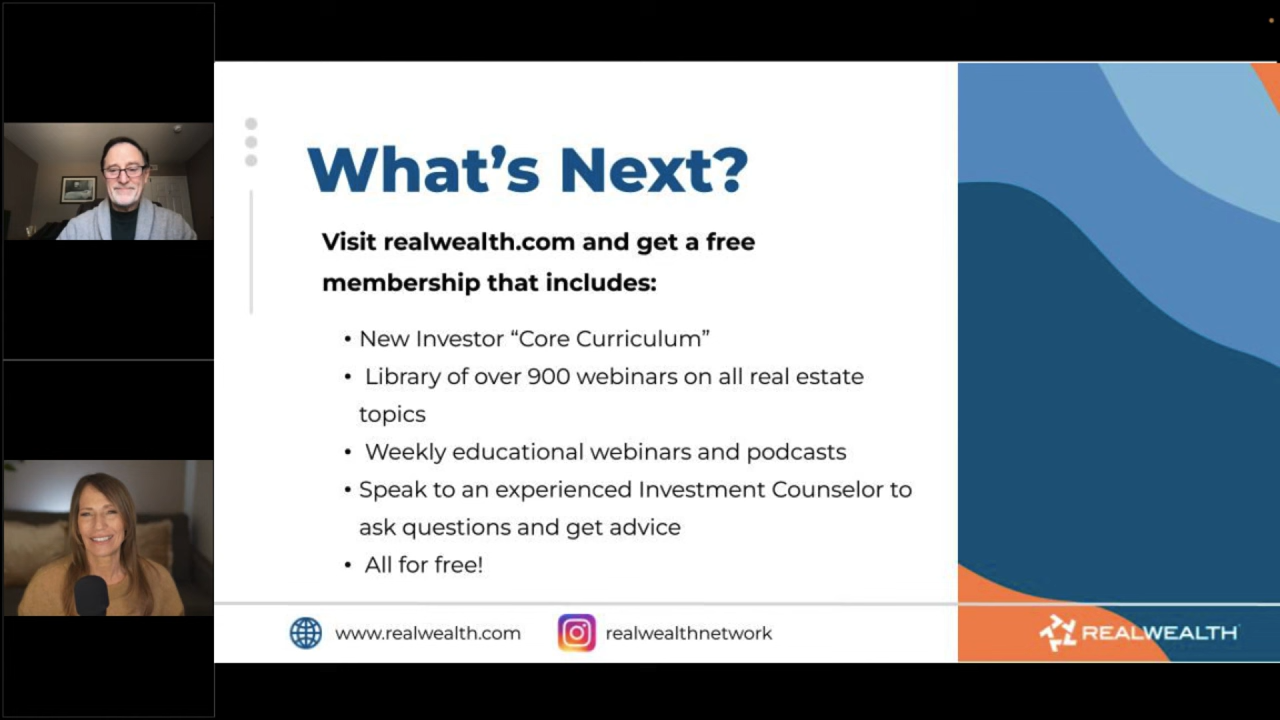 What’s Next?
Visit realwealth.com and get a free
membership that includes:
• New Investor “Core Curriculum”
• Library of over 900 webinars on all real estate
topics
• Weekly educational webinars and podcasts
• Speak to an experienced Investment Counselor to
ask questions and get advice
• All for free!
www.realwealth.com
realwealthnetwork
REALWEALTH